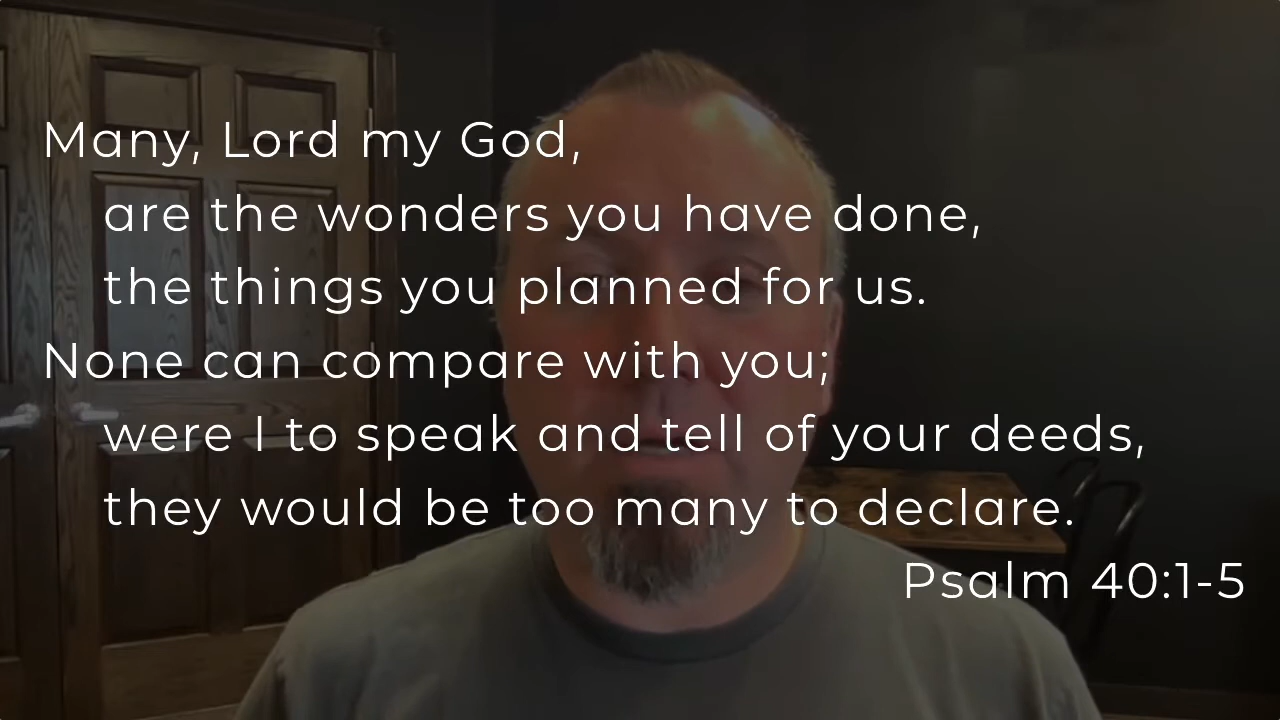 Many, Lord my God,
are the wonders you have done,
the things you planned for us.
None can compare with you;
were I to speak and tell of your deeds,
they would be too many to declare.
Psalm 40:1-5